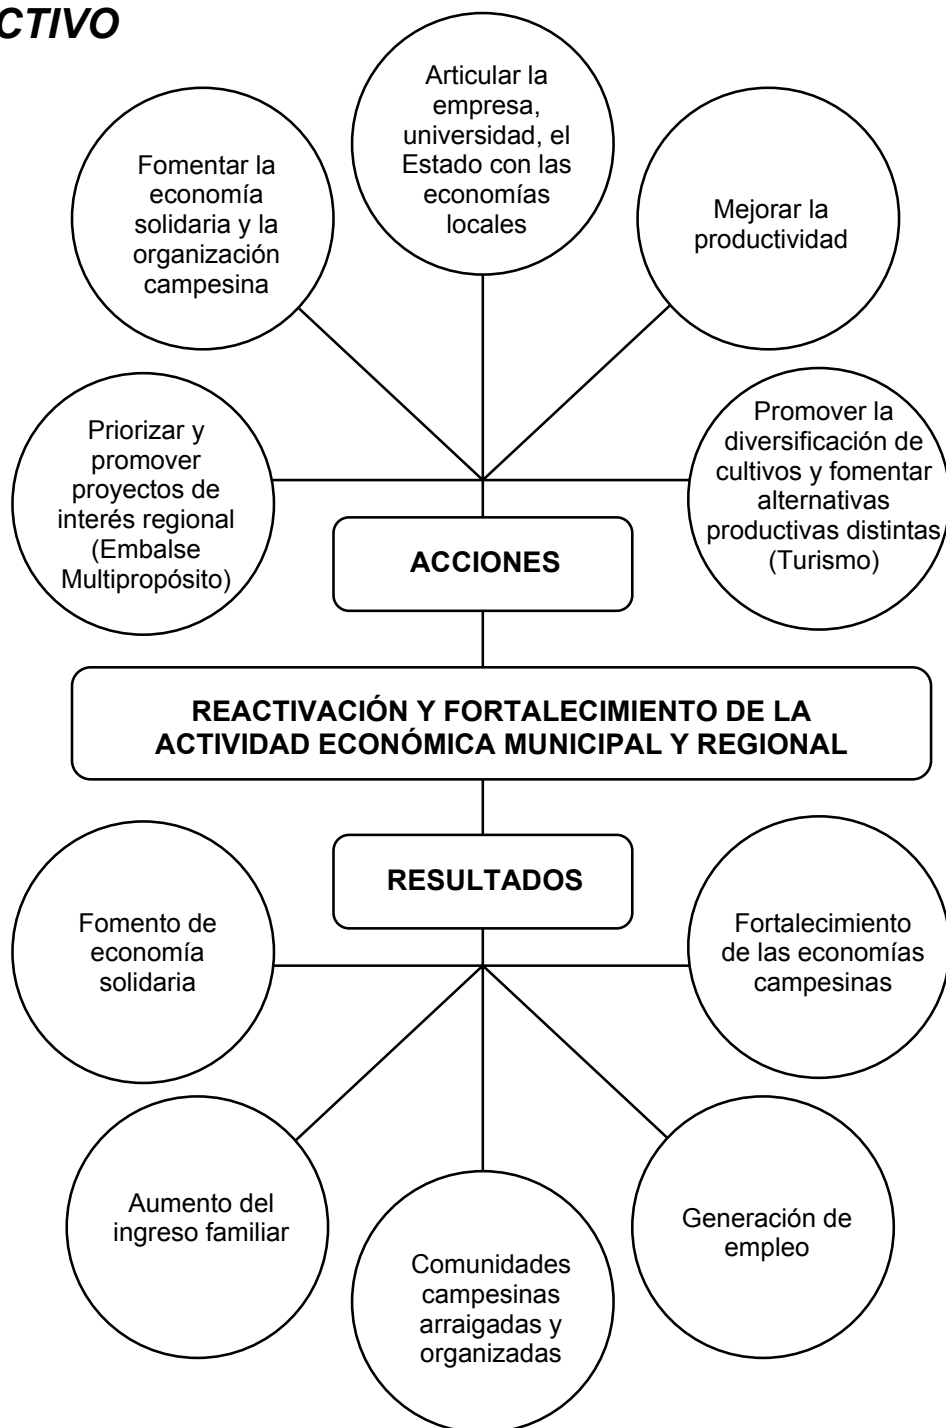 CTIVO
Articular la
empresa,
universidad, el
Estado con las
economías
locales
Fomentar la
economía
solidaria y la
organización
campesina
Mejorar la
productividad
Priorizar y
promover
proyectos de
interés regional
(Embalse
Multipropósito)
Promover la
diversificación de
cultivos y fomentar
alternativas
productivas distintas
(Turismo)
ACCIONES
REACTIVACIÓN Y FORTALECIMIENTO DE LA
ACTIVIDAD ECONÓMICA MUNICIPAL Y REGIONAL
RESULTADOS
Fomento de
economía
solidaria
Fortalecimiento
de las economías
campesinas
Aumento del
ingreso familiar
Comunidades
campesinas
arraigadas y
organizadas
Generación de
empleo